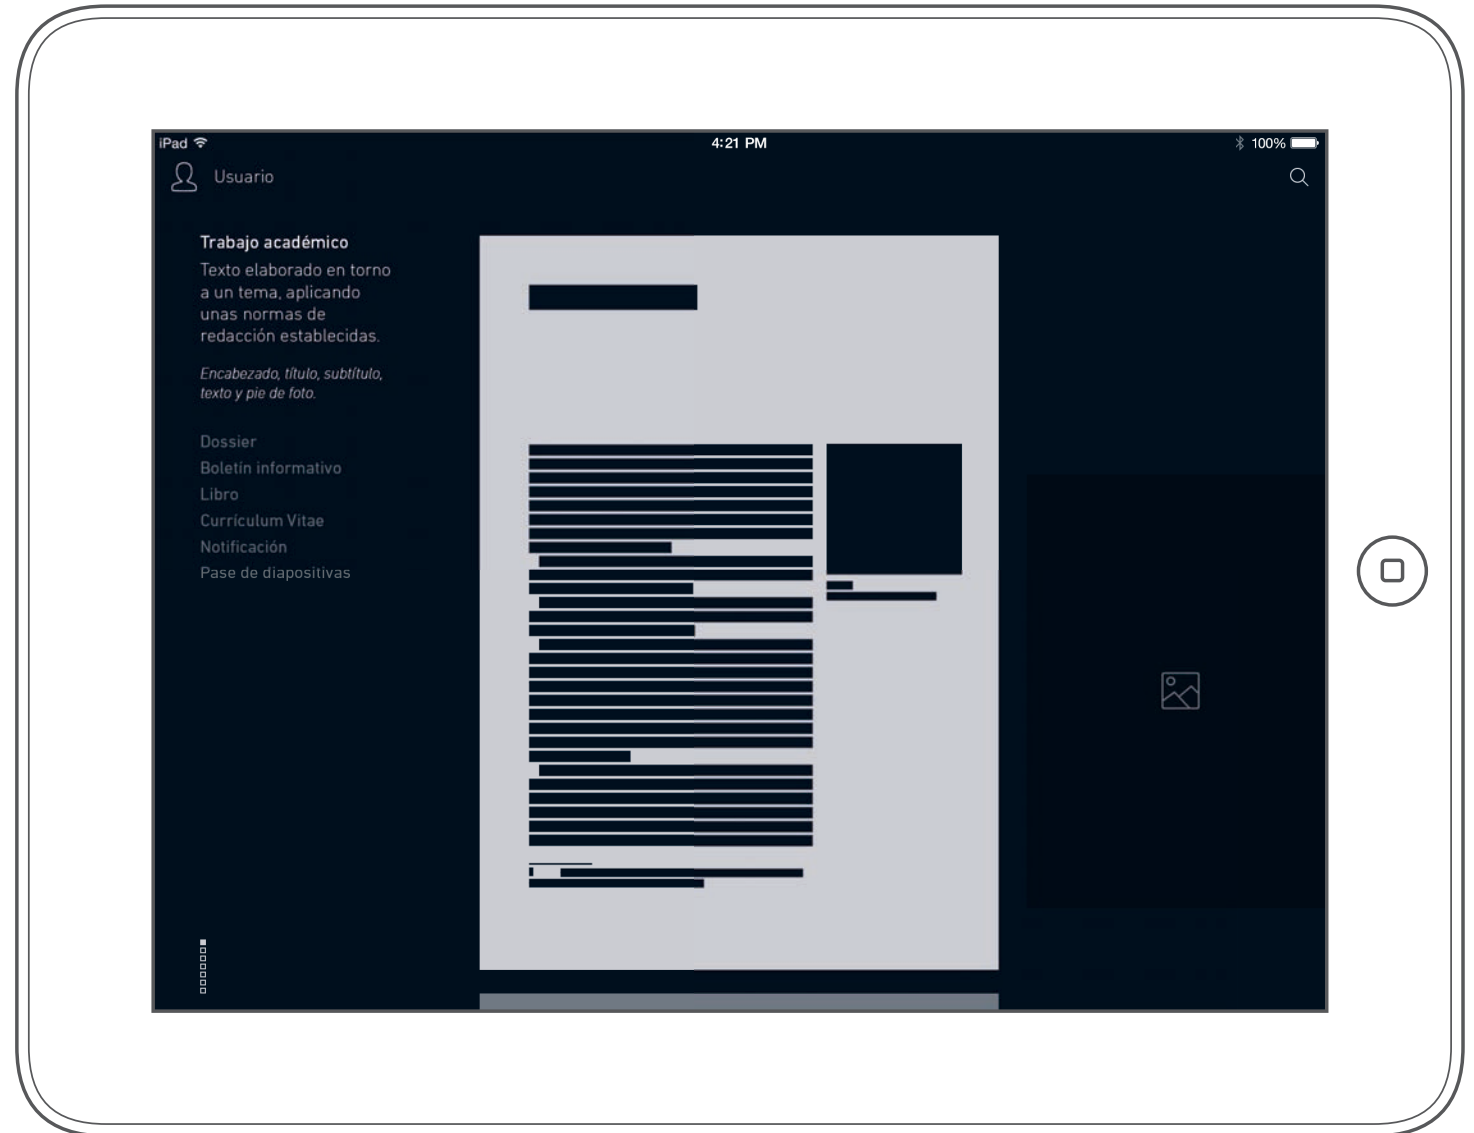 iPad
4:21 PM
100%
Usuario
Trabajo académico
Texto elaborado en torno
a un tema, aplicando
unas normas de
redacción establecidas.
Encabezado, título, subtítulo,
texto y pie de foto.
Dossier
Boletín informativo
Libro
Currículum Vitae
Notificación
Pase de diapositivas